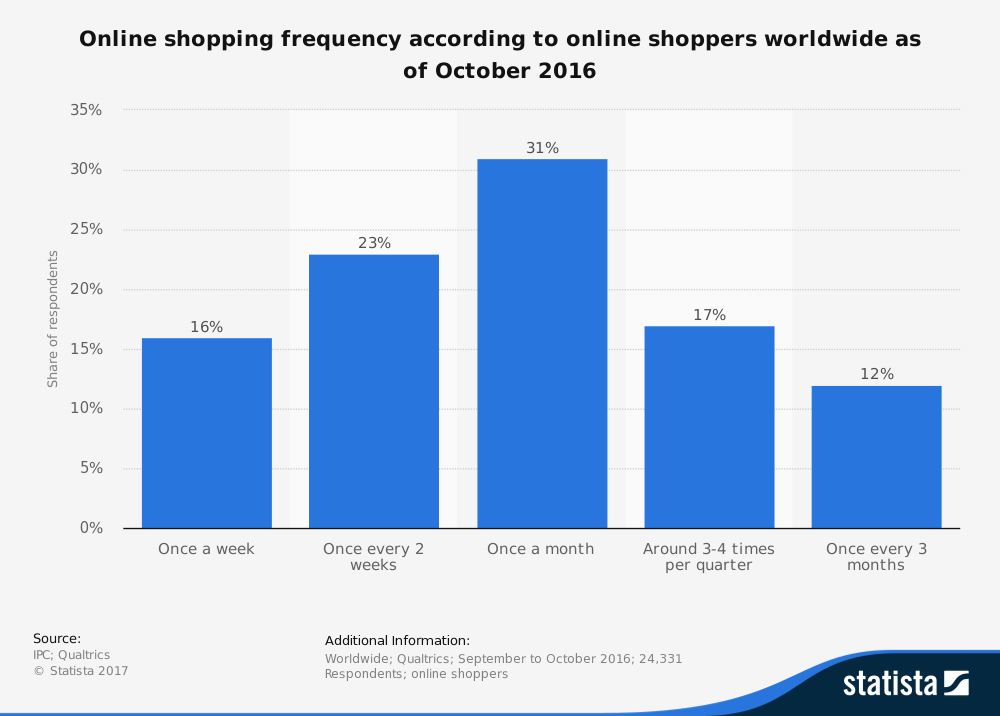 Online shopping frequency according to online shoppers worldwide as
of October 2016
35%
30%
25%
20%
15%
10%
5%
0%
Share of respondents
16%
23%
31%
17%
12%
Once a week
Once every 2
weeks
Once a month
Around 3-4 times
per quarter
Once every 3
months
Source:
IPC; Qualtrics
© Statista 2017
Additional Information:
Worldwide; Qualtrics; September to October 2016; 24,331
Respondents; online shoppers
statista